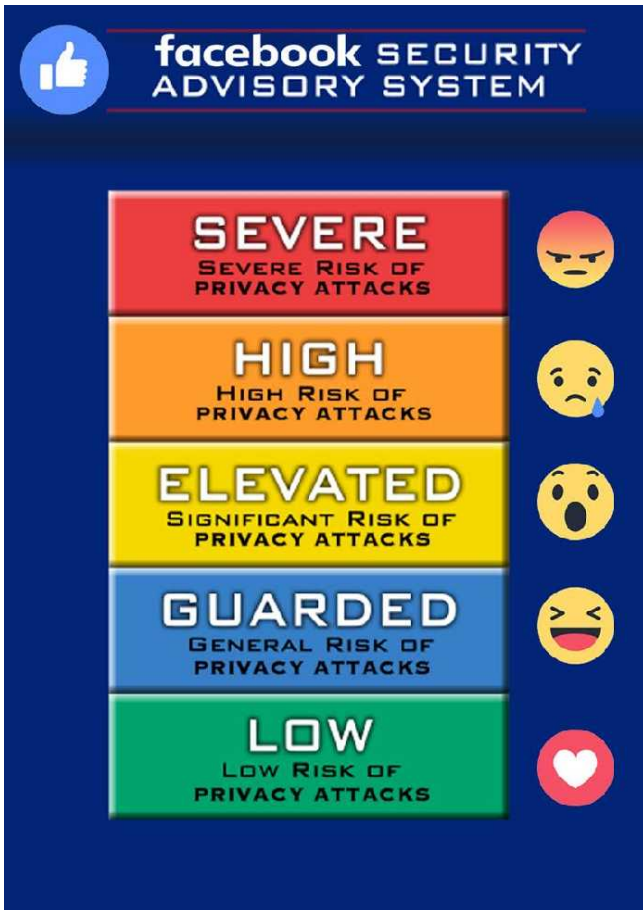 facebook SECURITY
ADVISORY SYSTEM
SEVERE
SEVERE RISK OF
PRIVACY ATTACKS
HIGH
HIGH RISK OF
PRIVACY ATTACKS
ELEVATED
SIGNIFICANT RISK OF
PRIVACY ATTACKS
GUARDED
GENERAL RISK OF
PRIVACY ATTACKS
LOW
LOW RISK OF
PRIVACY ATTACKS